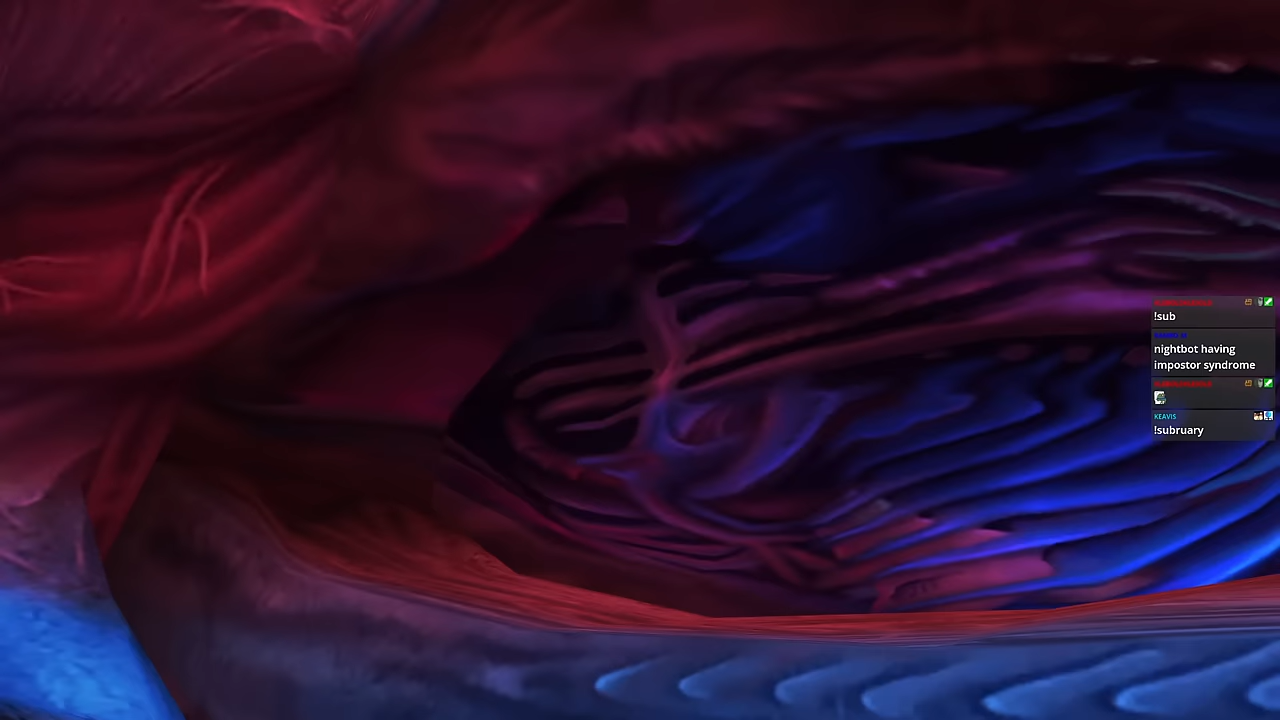 !sub
nightbot having
impostor syndrome
KEAVIS
!subruary